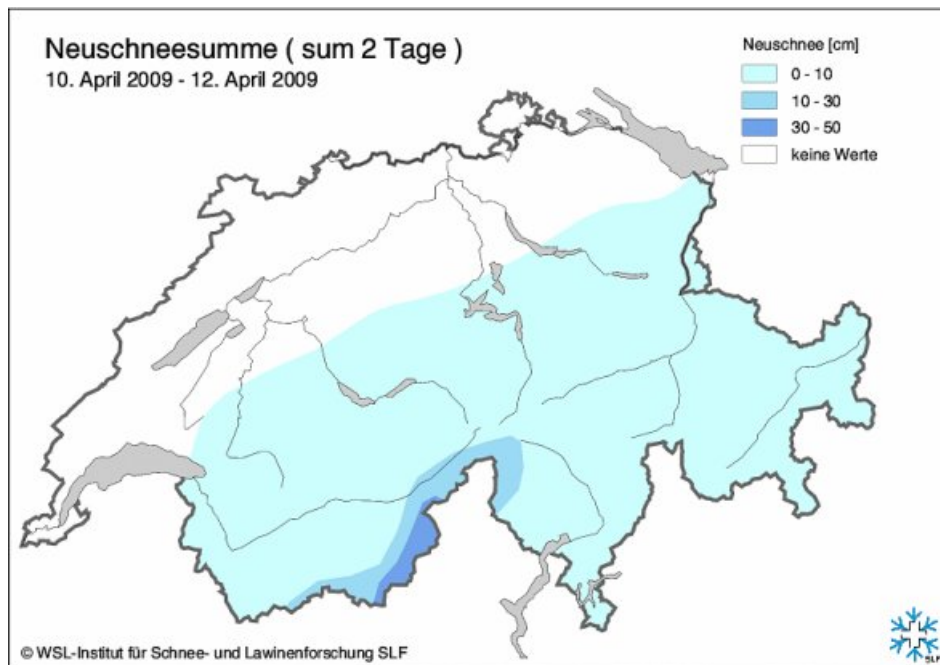 Neuschneesumme ( sum 2 Tage )
10. April 2009 - 12. April 2009
Neuschnee [cm]
0 - 10
10 - 30
30 - 50
keine Werte
© WSL-Institut für Schnee- und Lawinenforschung SLF
SLF